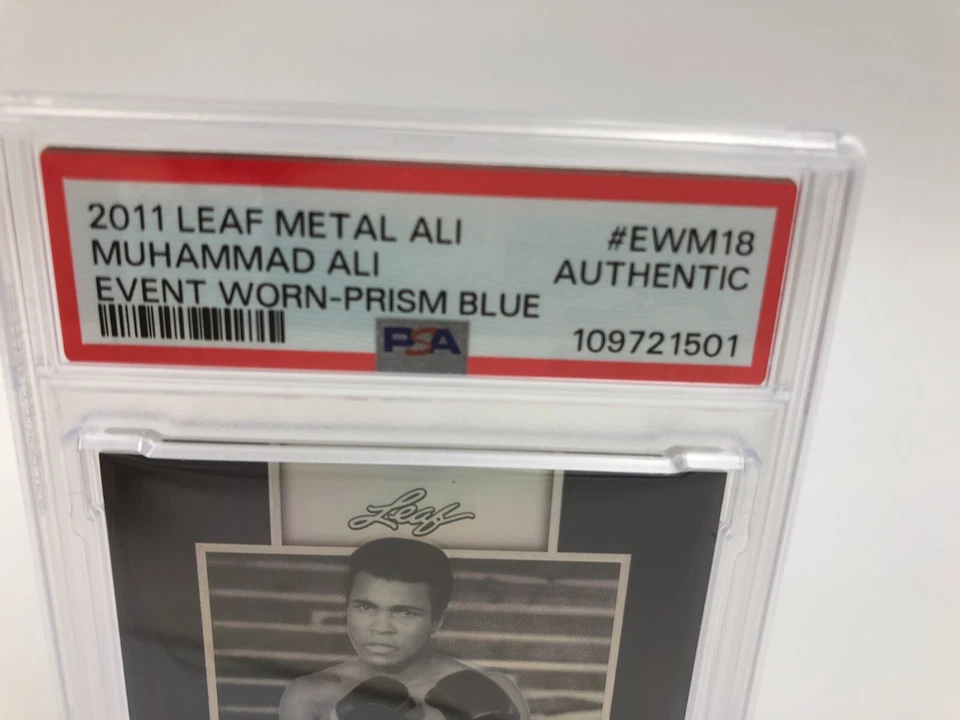 2011 LEAF METAL ALI #EWM18
MUHAMMAD ALI AUTHENTIC
EVENT WORN-PRISM BLUE
PSA 109721501
Leaf